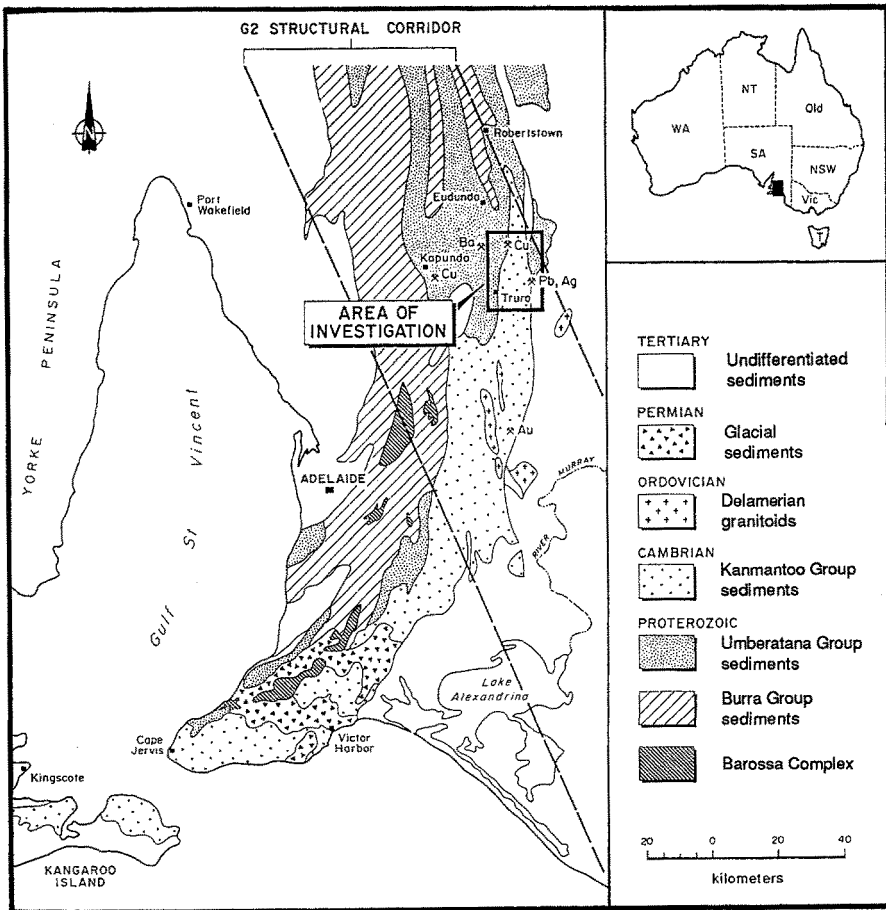 G2 STRUCTURAL CORRIDOR
N
Robertstown
Port
Wakefield
Eudunda
Ba
Cu
Kapunda
Cu
Pb, Ag
Truro
AREA OF
INVESTIGATION
YORKE PENINSULA
Gulf St Vincent
Au
ADELAIDE
MURRAY
RIVER
Lake
Alexandrina
Cape
Jervis
Victor
Harbor
Kingscote
KANGAROO
ISLAND
NT
Qld
WA
SA
NSW
Vic
T
TERTIARY
Undifferentiated
sediments
PERMIAN
Glacial
sediments
ORDOVICIAN
Delamerian
granitoids
CAMBRIAN
Kanmantoo Group
sediments
PROTEROZOIC
Umberatana Group
sediments
Burra Group
sediments
Barossa Complex
20 0 20 40
kilometers